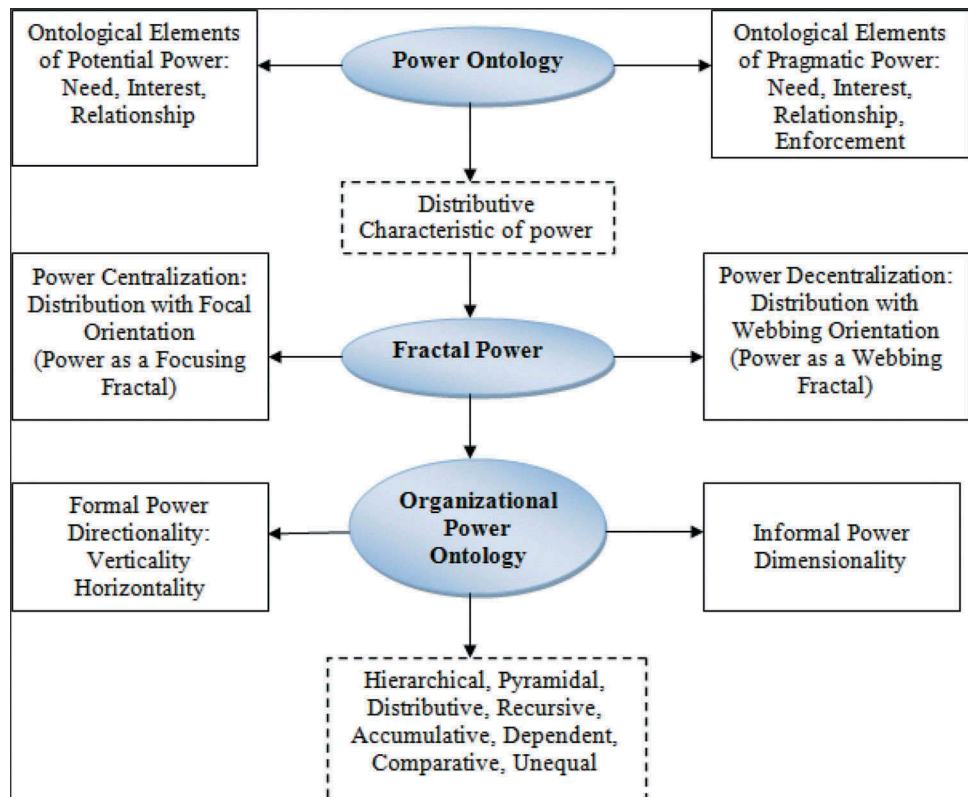 Ontological Elements
of Potential Power:
Need, Interest,
Relationship
Power Ontology
Ontological Elements
of Pragmatic Power:
Need, Interest,
Relationship,
Enforcement
Distributive
Characteristic of power
Power Centralization:
Distribution with Focal
Orientation
(Power as a Focusing
Fractal)
Fractal Power
Power Decentralization:
Distribution with
Webbing Orientation
(Power as a Webbing
Fractal)
Formal Power
Directionality:
Verticality
Horizontality
Organizational
Power
Ontology
Informal Power
Dimensionality
Hierarchical, Pyramidal,
Distributive, Recursive,
Accumulative, Dependent,
Comparative, Unequal